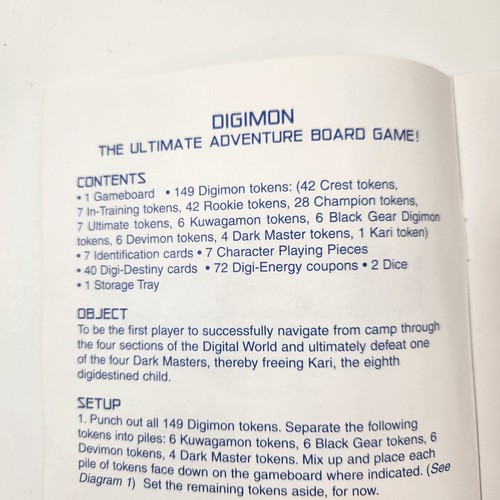 DIGIMON
THE ULTIMATE ADVENTURE BOARD GAME!
CONTENTS
• 1 Gameboard • 149 Digimon tokens: (42 Crest tokens,
7 In-Training tokens, 42 Rookie tokens, 28 Champion tokens,
7 Ultimate tokens, 6 Kuwagamon tokens, 6 Black Gear Digimon
tokens, 6 Devimon tokens, 4 Dark Master tokens, 1 Kari token)
• 7 Identification cards • 7 Character Playing Pieces
• 40 Digi-Destiny cards • 72 Digi-Energy coupons • 2 Dice
• 1 Storage Tray
OBJECT
To be the first player to successfully navigate from camp through
the four sections of the Digital World and ultimately defeat one
of the four Dark Masters, thereby freeing Kari, the eighth
digidestined child.
SETUP
1. Punch out all 149 Digimon tokens. Separate the following
tokens into piles: 6 Kuwagamon tokens, 6 Black Gear tokens, 6
Devimon tokens, 4 Dark Master tokens. Mix up and place each
pile of tokens face down on the gameboard where indicated. (See
Diagram 1) Set the remaining tokens aside, for now.